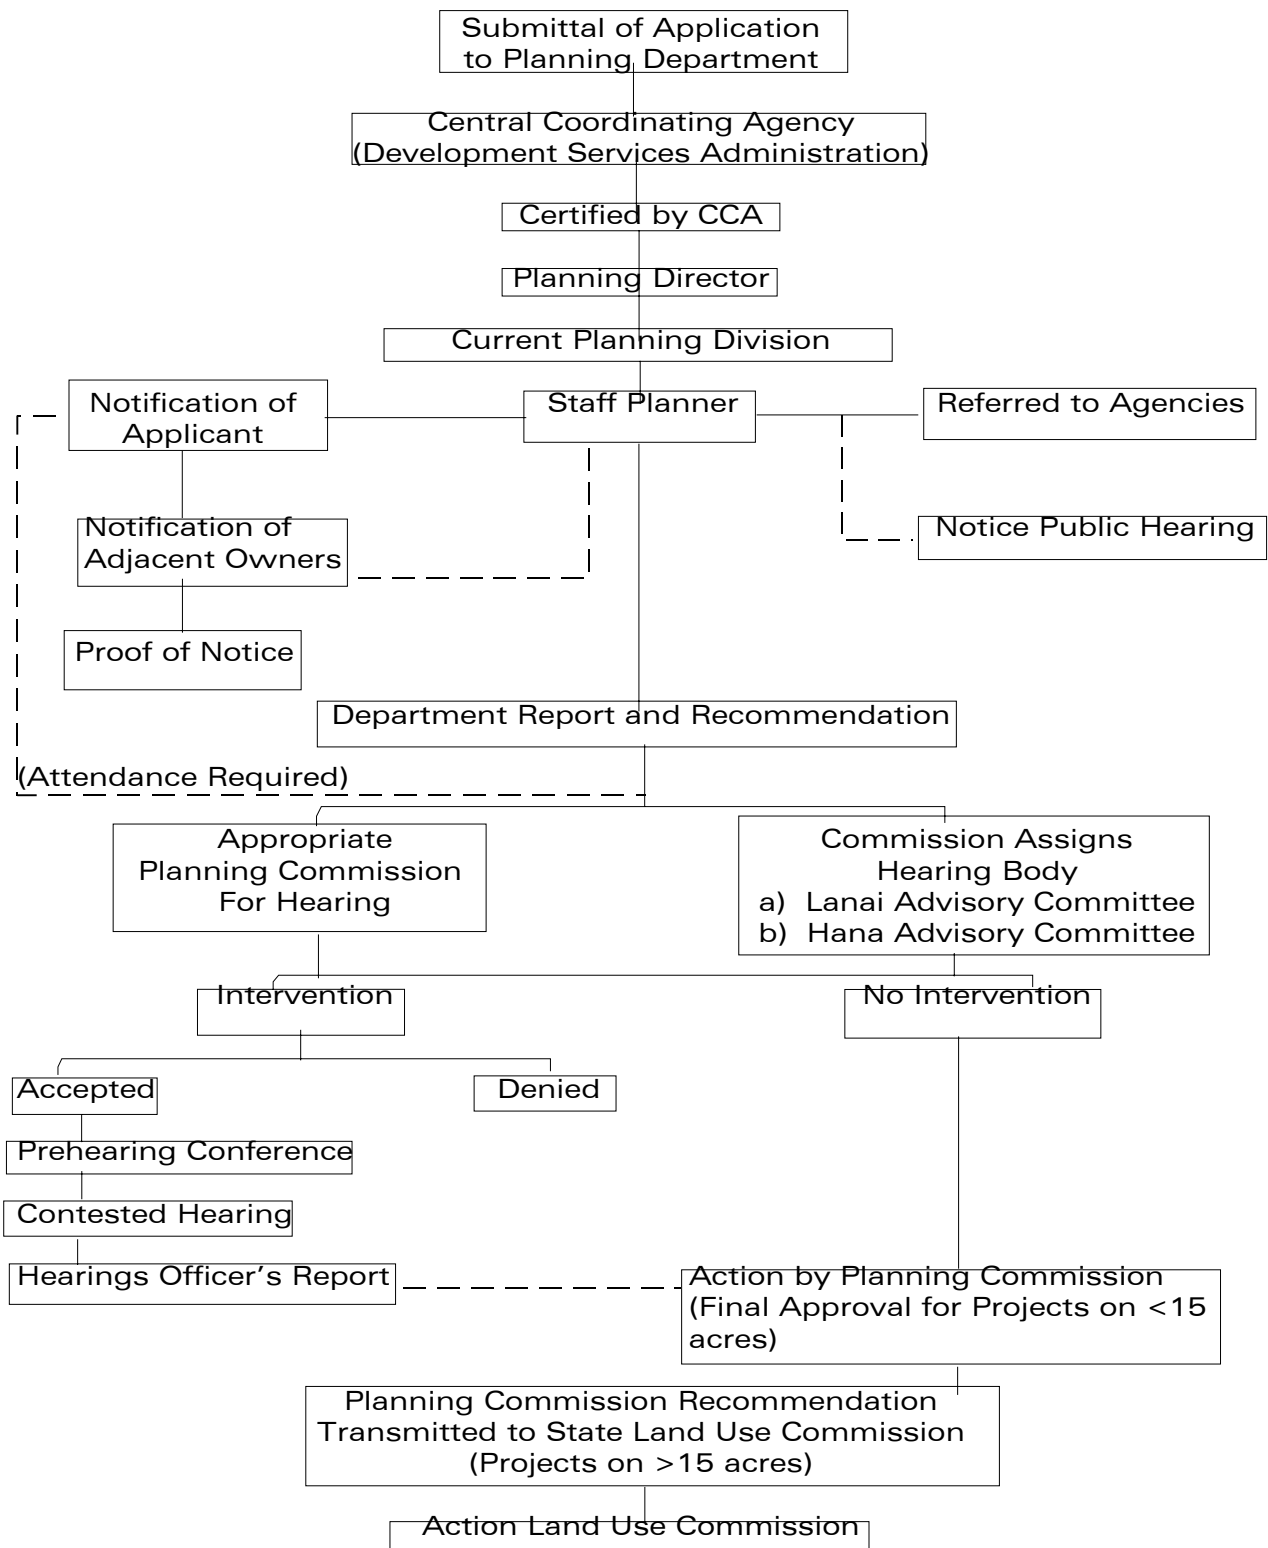 Submittal of Application
to Planning Department
Central Coordinating Agency
(Development Services Administration)
Certified by CCA
Planning Director
Current Planning Division
Notification of
Applicant
Staff Planner
Referred to Agencies
Notification of
Adjacent Owners
Notice Public Hearing
Proof of Notice
Department Report and Recommendation
(Attendance Required)
Appropriate
Planning Commission
For Hearing
Commission Assigns
Hearing Body
a) Lanai Advisory Committee
b) Hana Advisory Committee
Intervention
No Intervention
Accepted
Denied
Prehearing Conference
Contested Hearing
Hearings Officer’s Report
Action by Planning Commission
(Final Approval for Projects on <15
acres)
Planning Commission Recommendation
Transmitted to State Land Use Commission
(Projects on >15 acres)
Action Land Use Commission